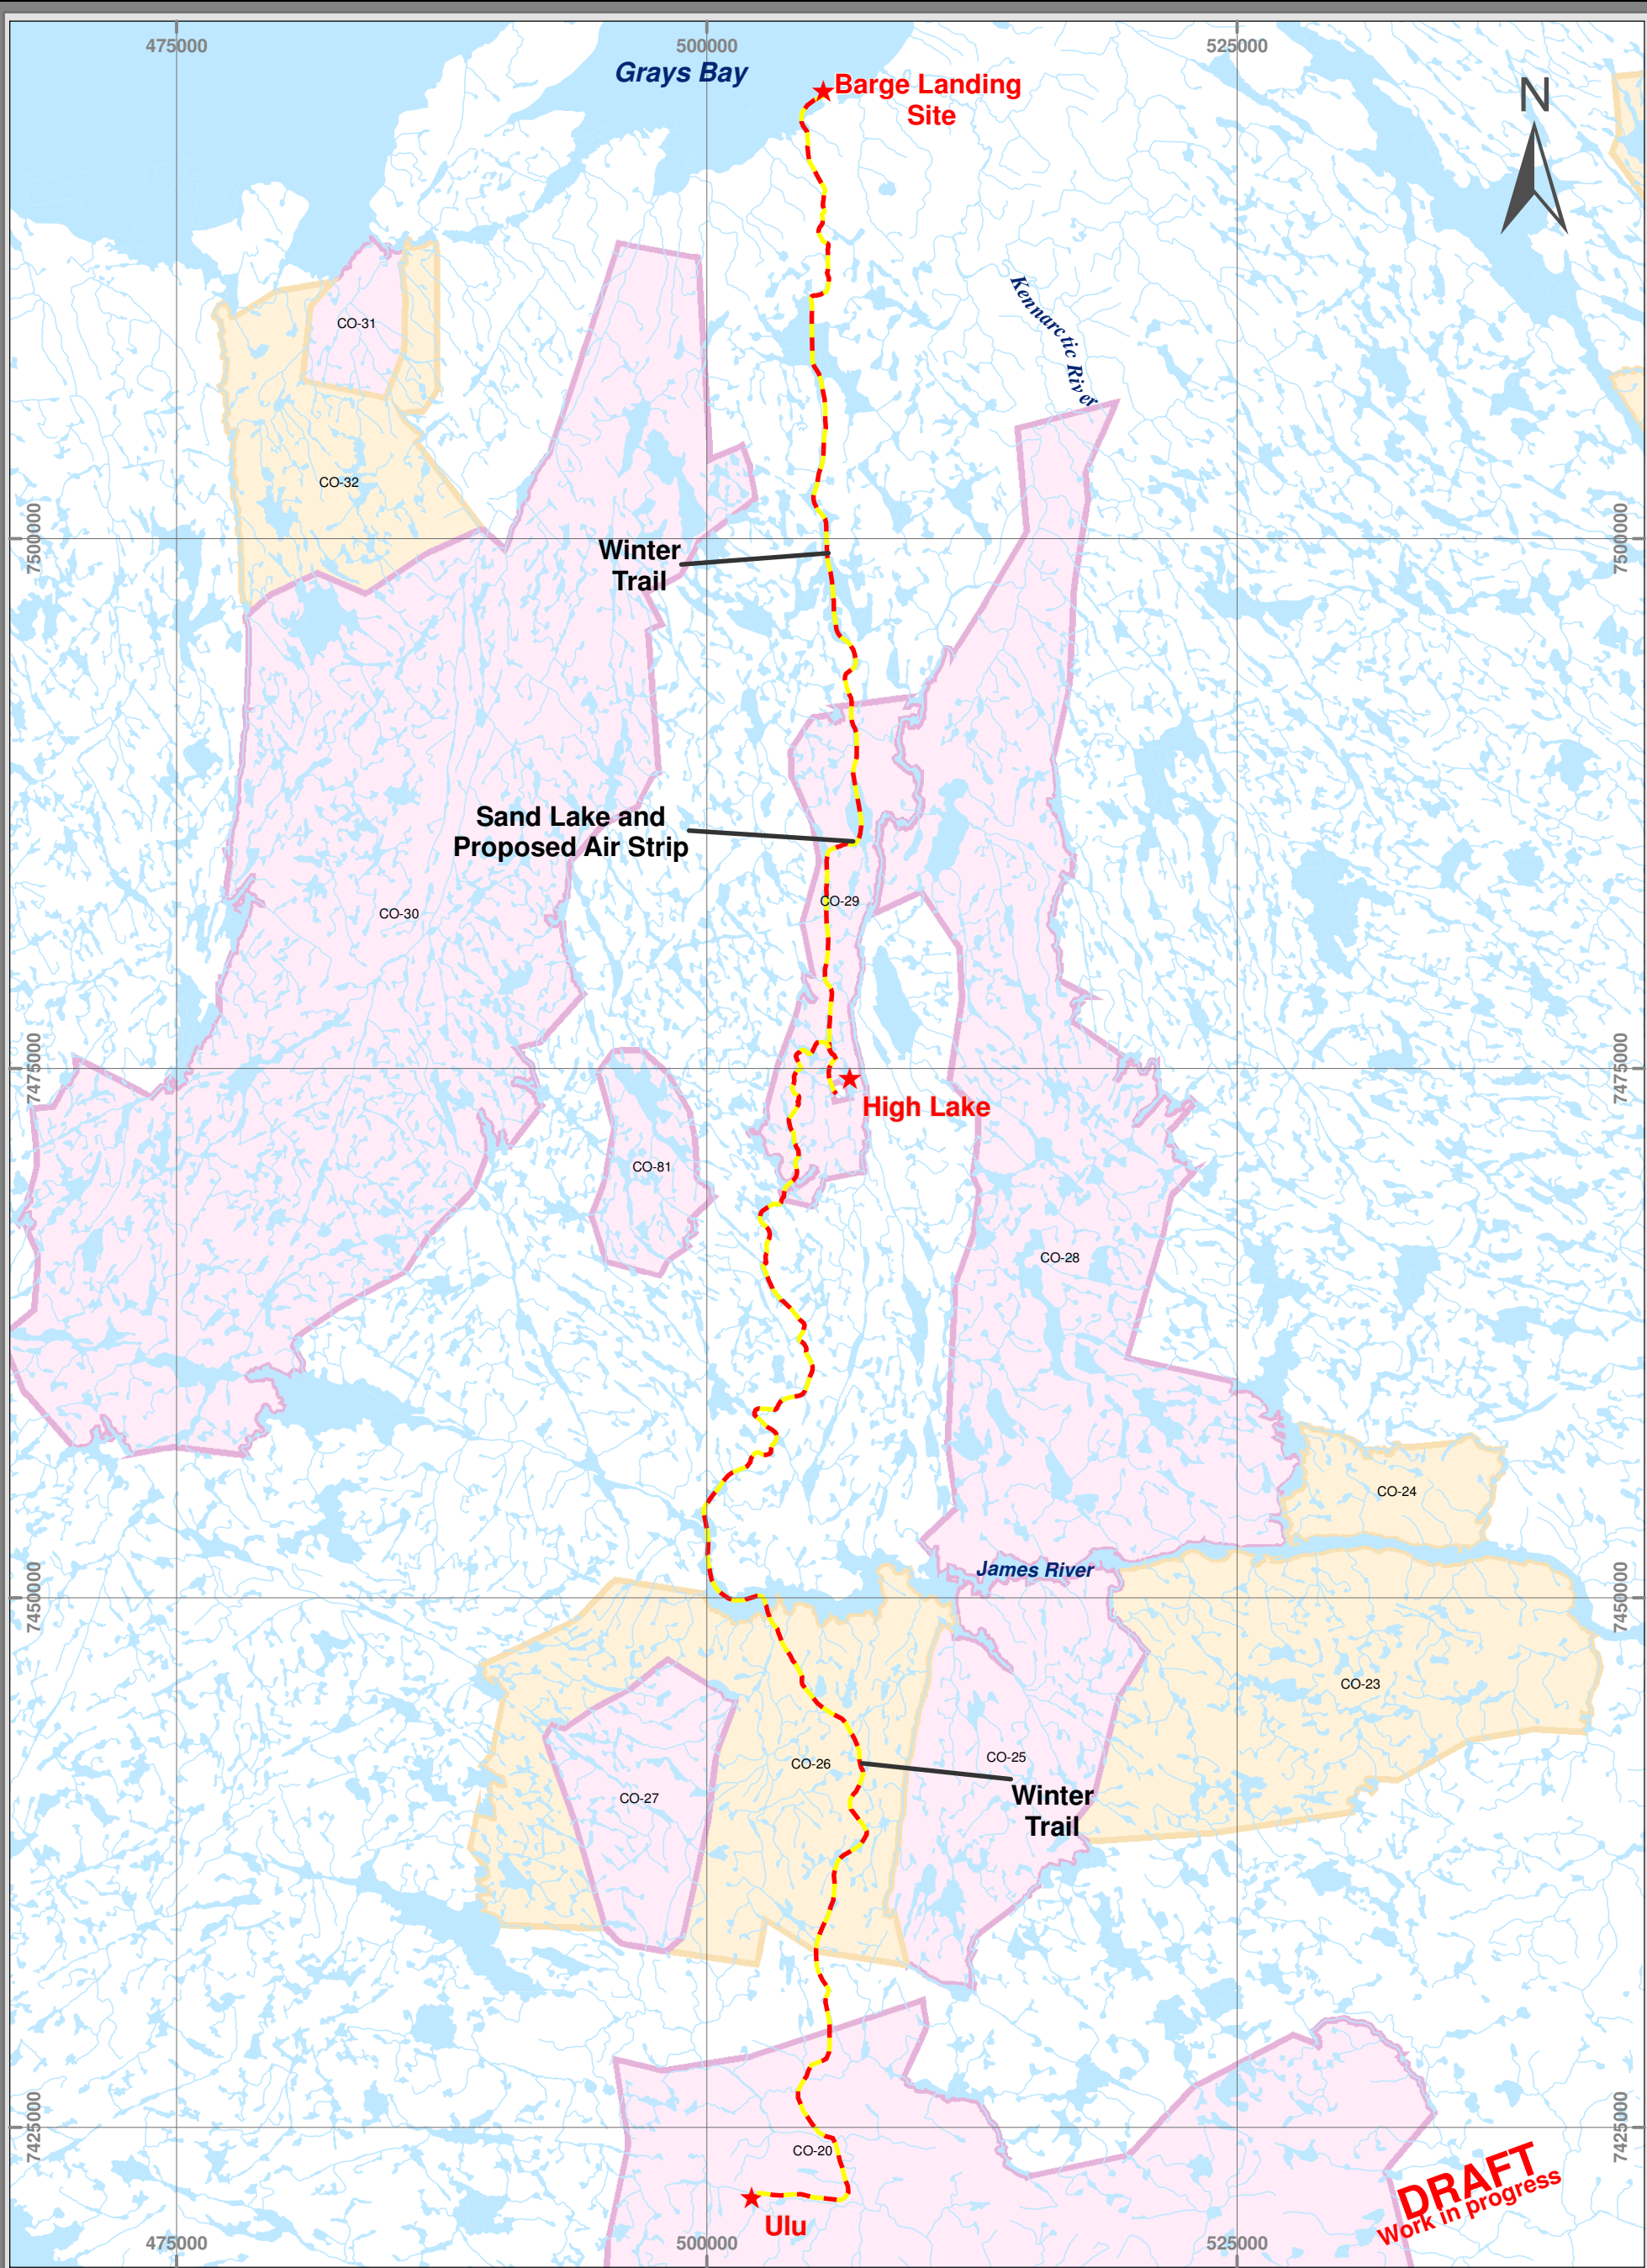 475000
500000
525000
Grays Bay
Barge Landing
Site
N
Kennarctic River
CO-31
CO-32
7500000
7500000
Winter
Trail
Sand Lake and
Proposed Air Strip
CO-29
CO-30
7475000
7475000
High Lake
CO-81
CO-28
CO-24
James River
7450000
7450000
CO-23
CO-25
CO-26
CO-27
Winter
Trail
7425000
7425000
CO-20
DRAFT
Work in progress
Ulu
475000
500000
525000